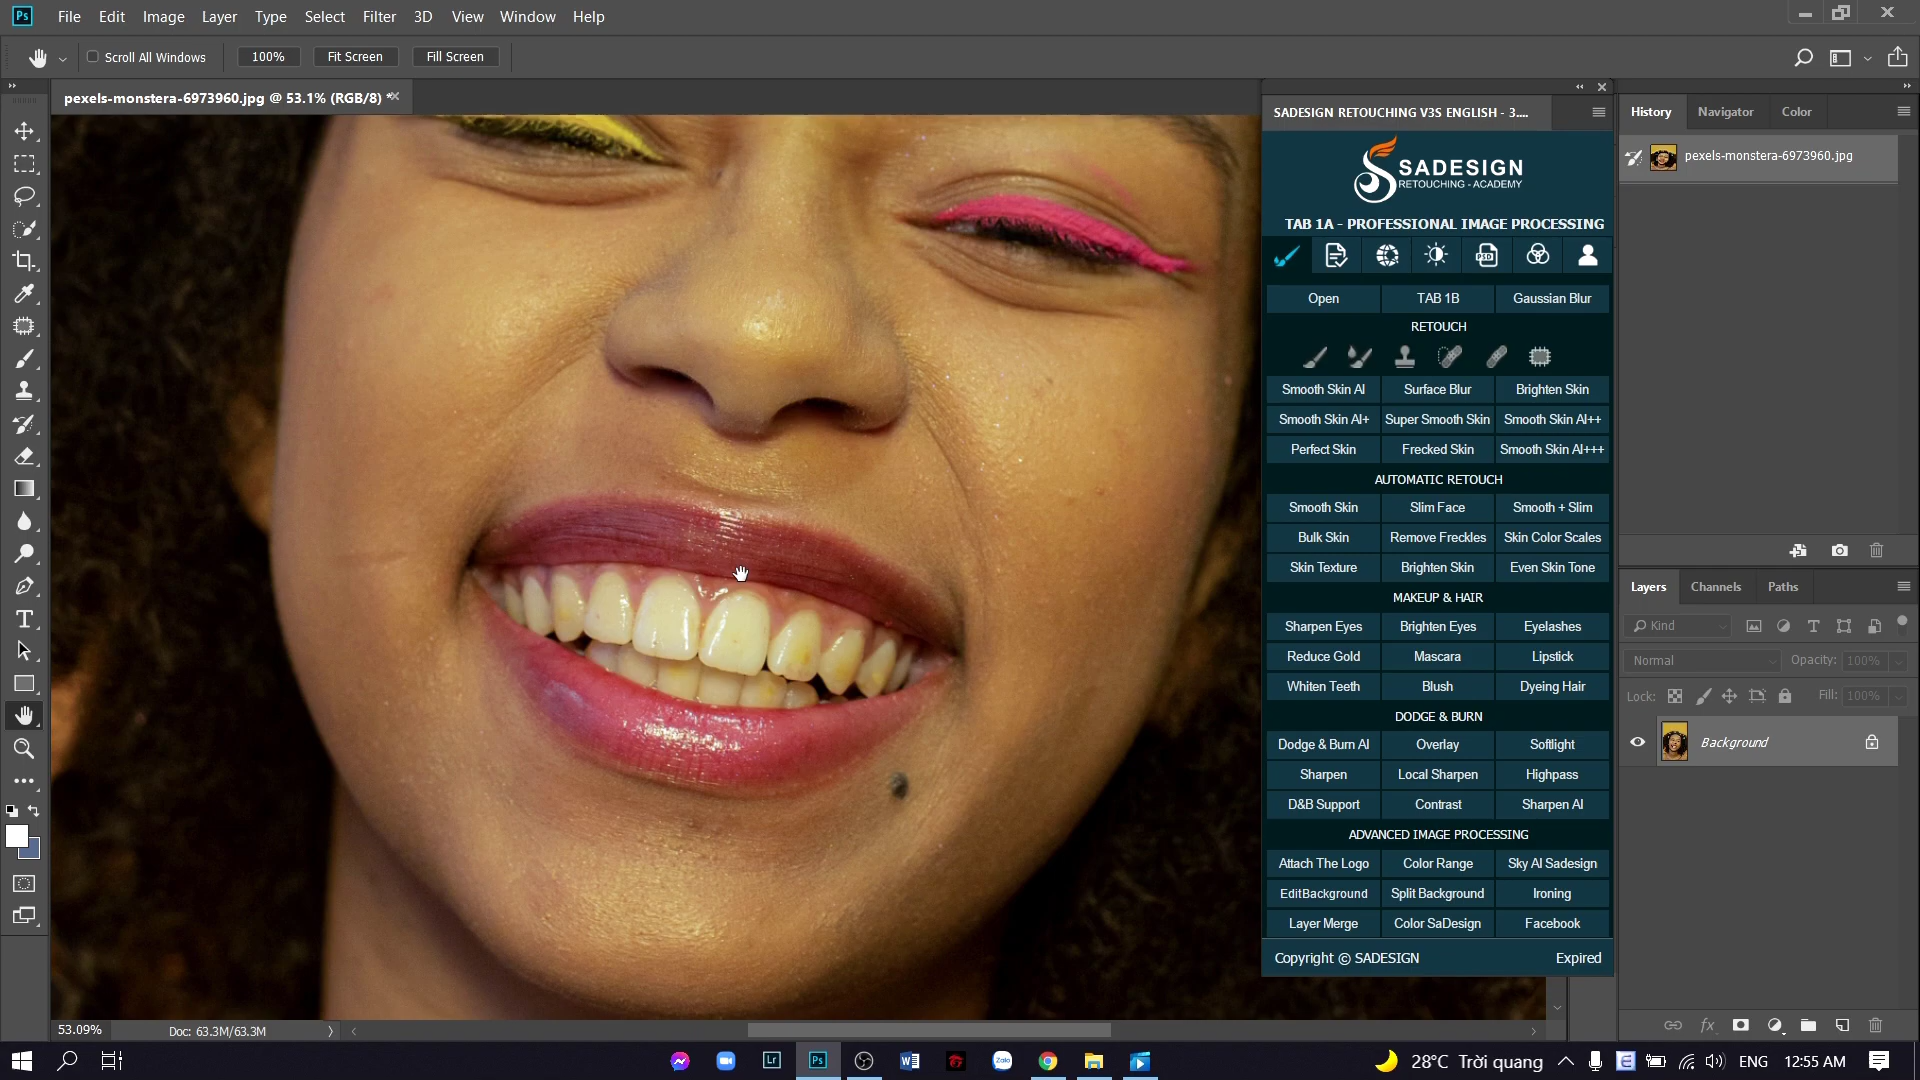 Ps File Edit Image Layer Type Select Filter 3D View Window Help
Scroll All Windows 100% Fit Screen Fill Screen
pexels-monstera-6973960.jpg @ 53.1% (RGB/8) *
SADESIGN RETOUCHING V3S ENGLISH - 3....
SADESIGN
RETOUCHING - ACADEMY
TAB 1A - PROFESSIONAL IMAGE PROCESSING
PSD
Open TAB 1B Gaussian Blur
RETOUCH
Smooth Skin AI Surface Blur Brighten Skin
Smooth Skin AI+ Super Smooth Skin Smooth Skin AI++
Perfect Skin Frecked Skin Smooth Skin AI+++
AUTOMATIC RETOUCH
Smooth Skin Slim Face Smooth + Slim
Bulk Skin Remove Freckles Skin Color Scales
Skin Texture Brighten Skin Even Skin Tone
MAKEUP & HAIR
Sharpen Eyes Brighten Eyes Eyelashes
Reduce Gold Mascara Lipstick
Whiten Teeth Blush Dyeing Hair
DODGE & BURN
Dodge & Burn AI Overlay Softlight
Sharpen Local Sharpen Highpass
D&B Support Contrast Sharpen AI
ADVANCED IMAGE PROCESSING
Attach The Logo Color Range Sky AI Sadesign
EditBackground Split Background Ironing
Layer Merge Color SaDesign Facebook
Copyright © SADESIGN Expired
History Navigator Color
pexels-monstera-6973960.jpg
Layers Channels Paths
Kind
Normal Opacity: 100%
Lock: Fill: 100%
Background
fx
53.09% Doc: 63.3M/63.3M
Lr Ps W Zalo 28°C Trời quang ENG 12:55 AM